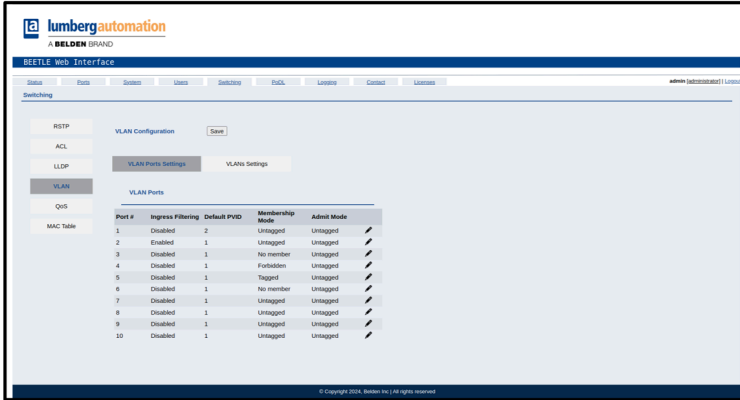 la lumbergautomation
A BELDEN BRAND
BEETLE Web Interface
Status Ports System Users Switching PoDL Logging Contact Licenses admin [administrator] | Logout
Switching
RSTP
ACL
LLDP
VLAN
QoS
MAC Table
VLAN Configuration Save
VLAN Ports Settings VLANs Settings
VLAN Ports
Port # Ingress Filtering Default PVID Membership Mode Admit Mode
1 Disabled 2 Untagged Untagged
2 Enabled 1 Untagged Untagged
3 Disabled 1 No member Untagged
4 Disabled 1 Forbidden Untagged
5 Disabled 1 Tagged Untagged
6 Disabled 1 No member Untagged
7 Disabled 1 Untagged Untagged
8 Disabled 1 Untagged Untagged
9 Disabled 1 Untagged Untagged
10 Disabled 1 Untagged Untagged
© Copyright 2024, Belden Inc | All rights reserved